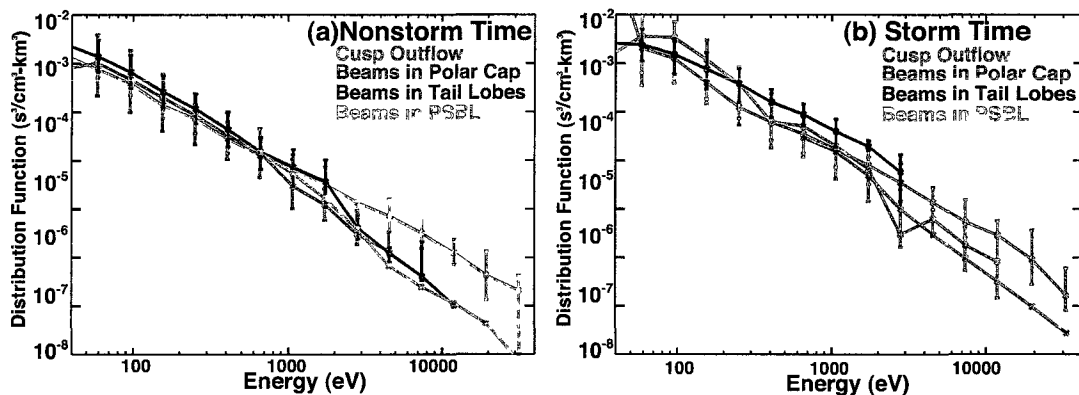 (a)Nonstorm Time
Cusp Outflow
Beams in Polar Cap
Beams in Tail Lobes
Beams in PSBL
Distribution Function (s³/cm³-km³)
10⁻²
10⁻³
10⁻⁴
10⁻⁵
10⁻⁶
10⁻⁷
10⁻⁸
100
1000
10000
Energy (eV)
(b) Storm Time
Cusp Outflow
Beams in Polar Cap
Beams in Tail Lobes
Beams in PSBL
Distribution Function (s³/cm³-km³)
10⁻²
10⁻³
10⁻⁴
10⁻⁵
10⁻⁶
10⁻⁷
10⁻⁸
100
1000
10000
Energy (eV)